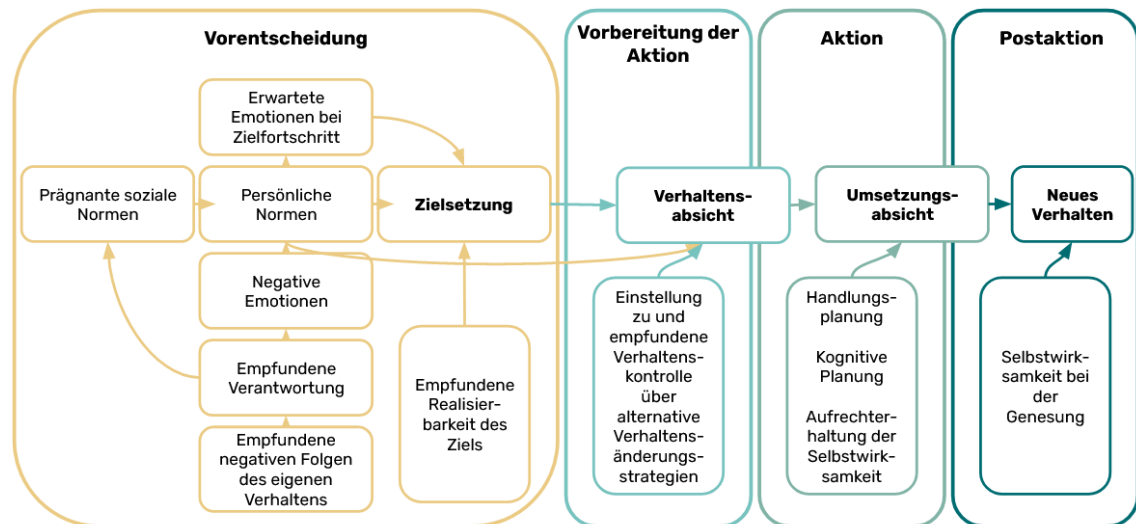 Vorentscheidung
Erwartete
Emotionen bei
Zielfortschritt
Prägnante soziale
Normen
Persönliche
Normen
Zielsetzung
Negative
Emotionen
Empfundene
Verantwortung
Empfundene
negativen Folgen
des eigenen
Verhaltens
Empfundene
Realisier-
barkeit des
Ziels
Vorbereitung der
Aktion
Verhaltens-
absicht
Einstellung
zu und
empfundene
Verhaltens-
kontrolle
über
alternative
Verhaltens-
änderungs-
strategien
Aktion
Umsetzungs-
absicht
Handlungs-
planung
Kognitive
Planung
Aufrechter-
haltung der
Selbstwirk-
samkeit
Postaktion
Neues
Verhalten
Selbstwirk-
samkeit bei
der
Genesung